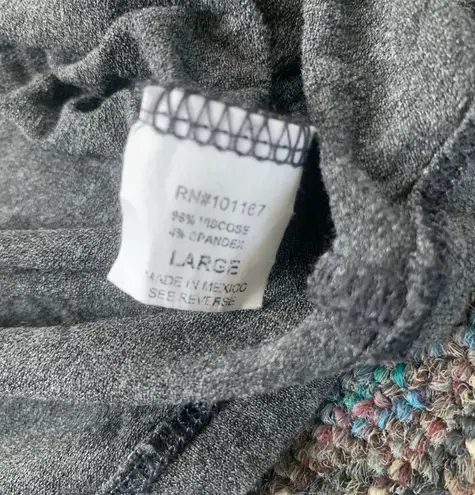 RN#101167
96% VISCOSE
4% SPANDEX
LARGE
MADE IN MEXICO
SEE REVERSE